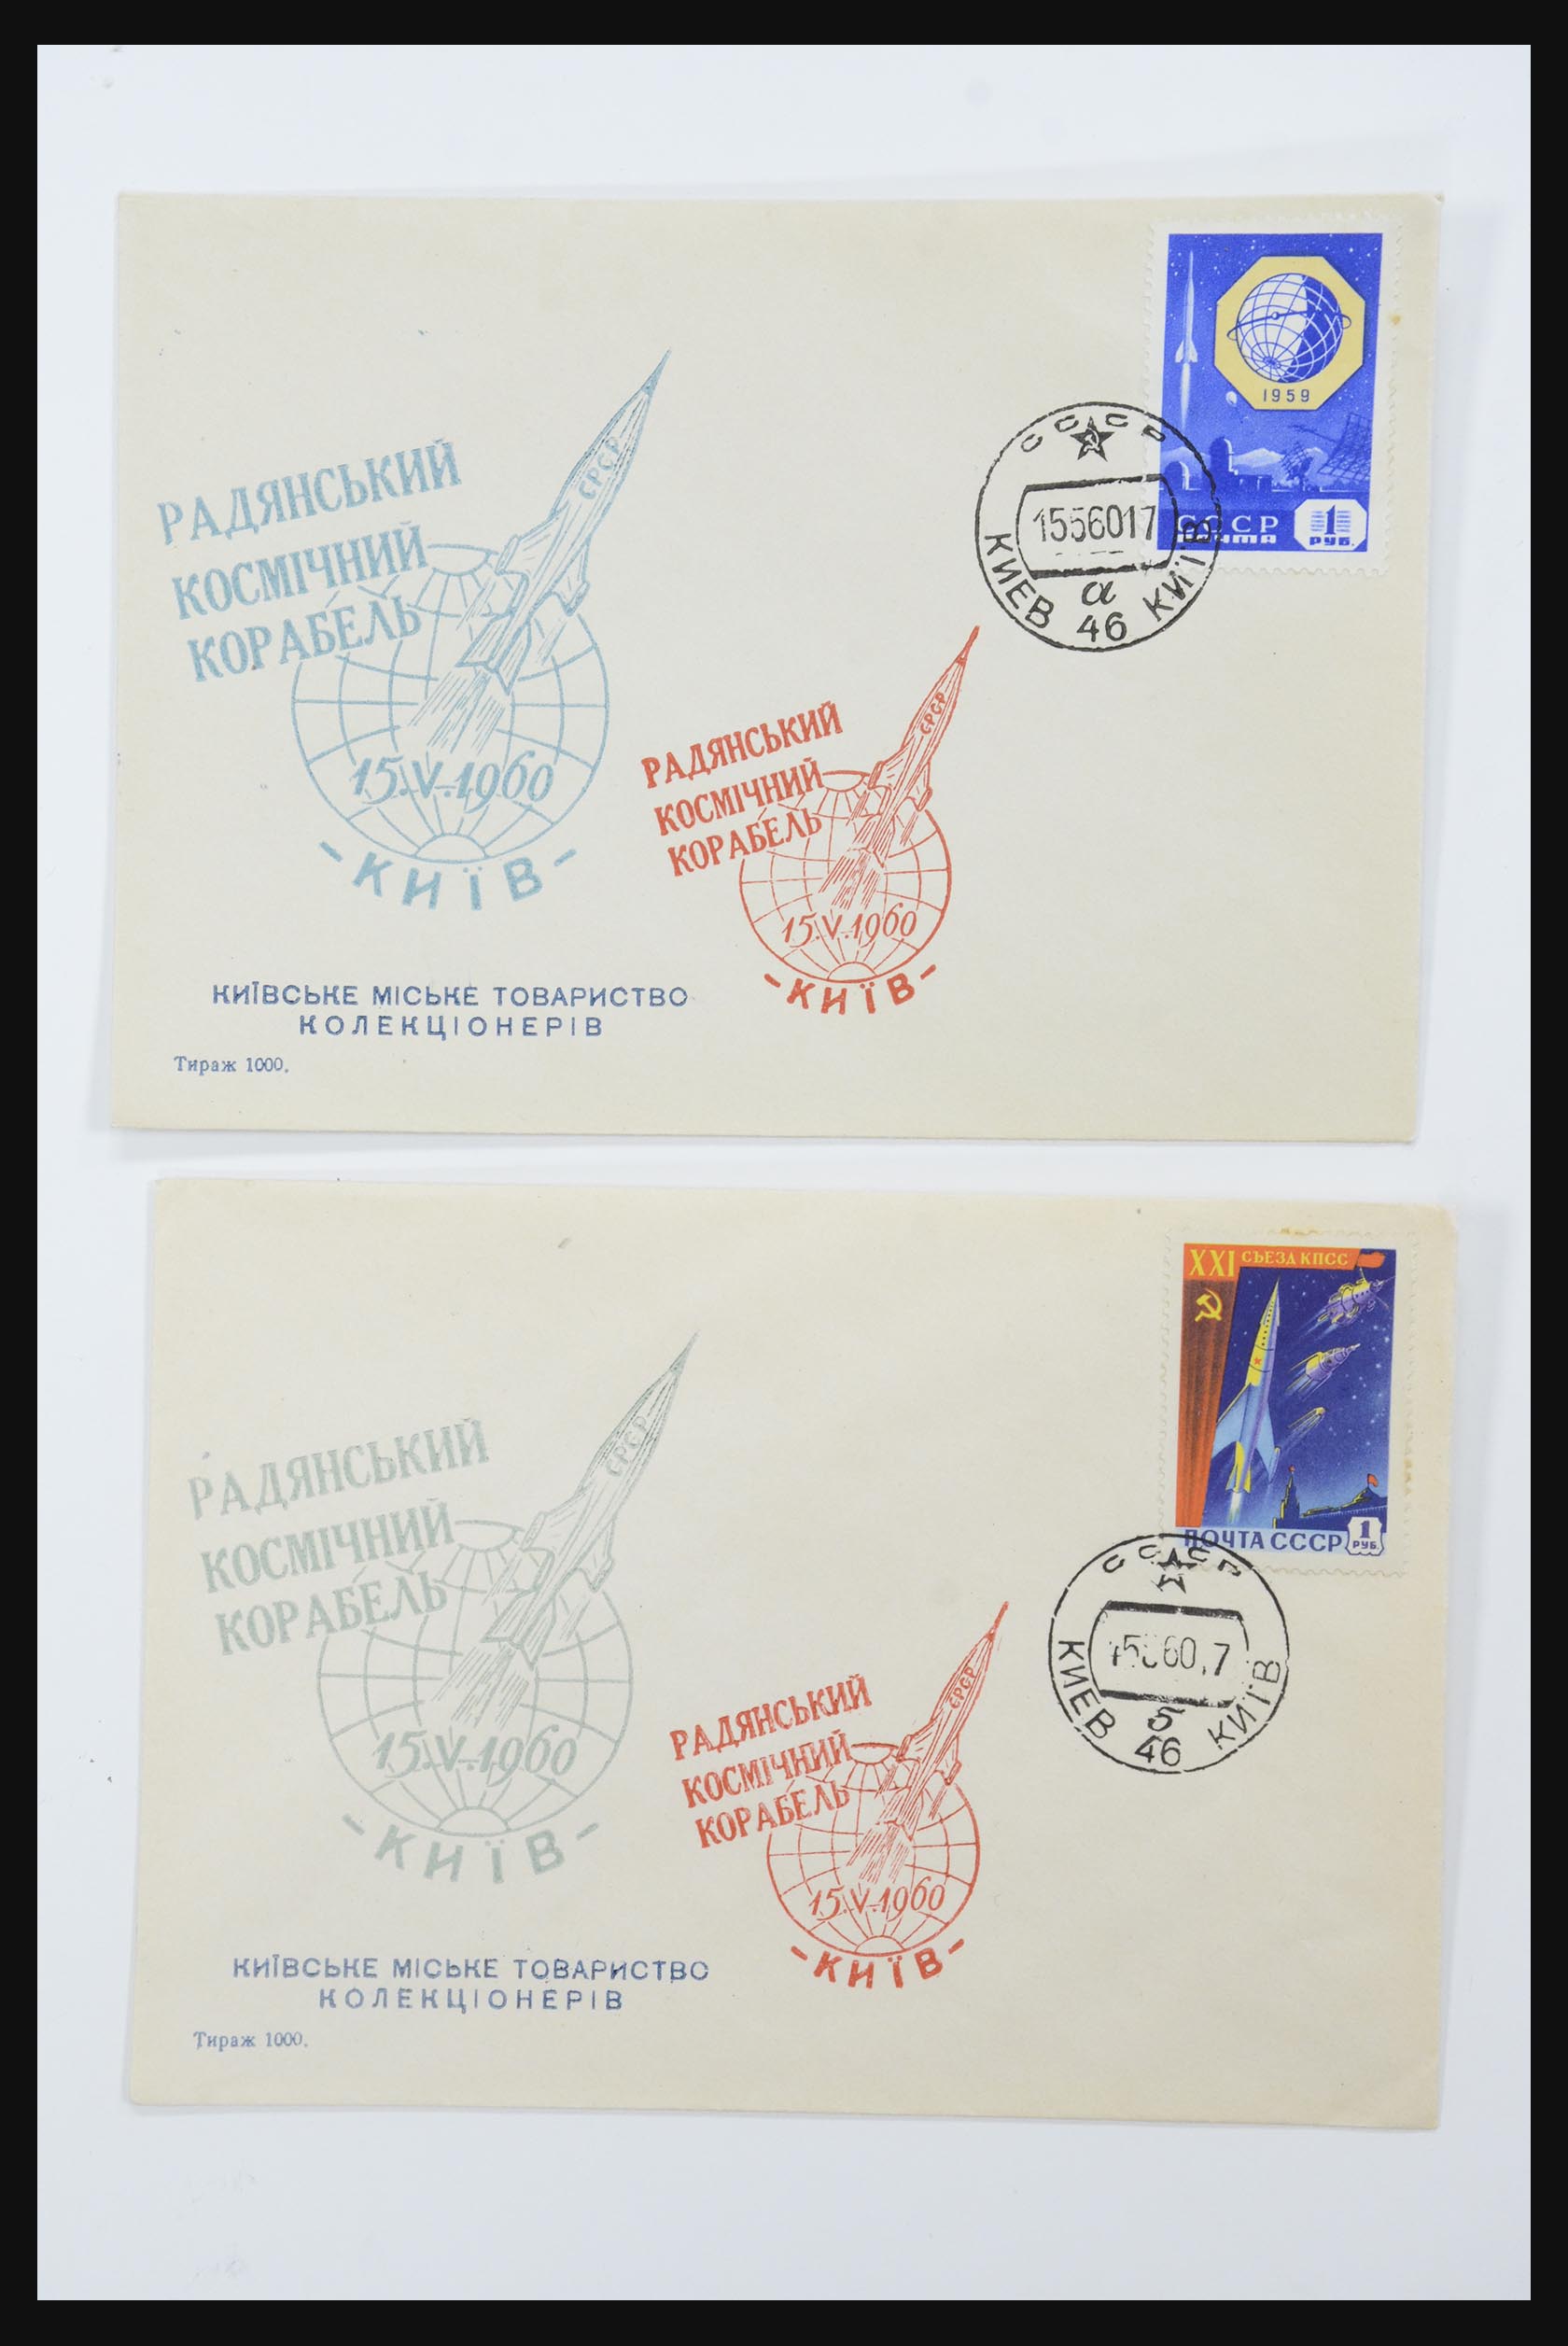 1959
СССР
ПОЧТА
1
РУБ.
СССР
1556017
КИЕВ 46 КИЇВ
а
РАДЯНСЬКИЙ
КОСМІЧНИЙ
КОРАБЕЛЬ
СРСР
15.V.1960
-КИЇВ-
РАДЯНСЬКИЙ
КОСМІЧНИЙ
КОРАБЕЛЬ
СРСР
15.V.1960
-КИЇВ-
КИЇВСЬКЕ МІСЬКЕ ТОВАРИСТВО
КОЛЕКЦІОНЕРІВ
Тираж 1000.
XXI СЪЕЗД КПСС
ПОЧТА СССР
1
РУБ.
СССР
КИЕВ 46 КИЇВ
б
РАДЯНСЬКИЙ
КОСМІЧНИЙ
КОРАБЕЛЬ
СРСР
15.V.1960
-КИЇВ-
РАДЯНСЬКИЙ
КОСМІЧНИЙ
КОРАБЕЛЬ
СРСР
15.V.1960
-КИЇВ-
КИЇВСЬКЕ МІСЬКЕ ТОВАРИСТВО
КОЛЕКЦІОНЕРІВ
Тираж 1000.